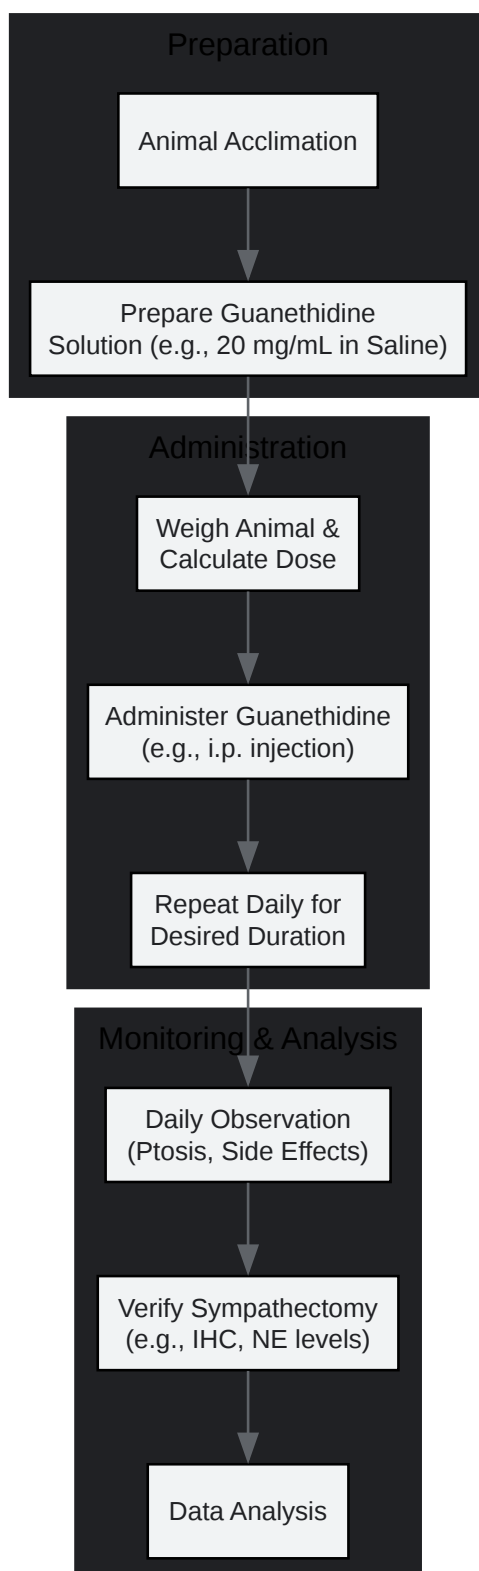 Preparation
Animal Acclimation
Prepare Guanethidine
Solution (e.g., 20 mg/mL in Saline)
Administration
Weigh Animal &
Calculate Dose
Administer Guanethidine
(e.g., i.p. injection)
Repeat Daily for
Desired Duration
Monitoring & Analysis
Daily Observation
(Ptosis, Side Effects)
Verify Sympathectomy
(e.g., IHC, NE levels)
Data Analysis